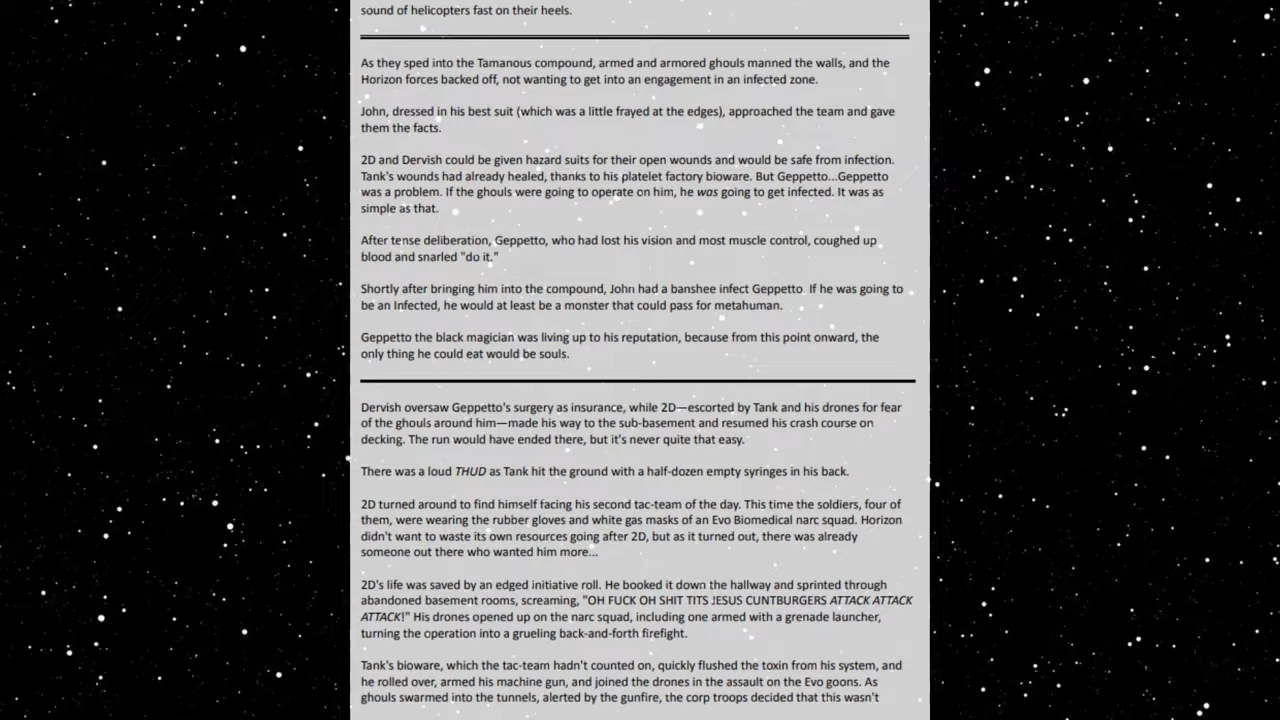 sound of helicopters fast on their heels.
As they sped into the Tamanous compound, armed and armored ghouls manned the walls, and the
Horizon forces backed off, not wanting to get into an engagement in an infected zone.
John, dressed in his best suit (which was a little frayed at the edges), approached the team and gave
them the facts.
2D and Dervish could be given hazard suits for their open wounds and would be safe from infection.
Tank's wounds had already healed, thanks to his platelet factory bioware. But Geppetto...Geppetto
was a problem. If the ghouls were going to operate on him, he was going to get infected. It was as
simple as that.
After tense deliberation, Geppetto, who had lost his vision and most muscle control, coughed up
blood and snarled "do it."
Shortly after bringing him into the compound, John had a banshee infect Geppetto. If he was going to
be an Infected, he would at least be a monster that could pass for metahuman.
Geppetto the black magician was living up to his reputation, because from this point onward, the
only thing he could eat would be souls.
Dervish oversaw Geppetto's surgery as insurance, while 2D—escorted by Tank and his drones for fear
of the ghouls around him—made his way to the sub-basement and resumed his crash course on
decking. The run would have ended there, but it's never quite that easy.
There was a loud THUD as Tank hit the ground with a half-dozen empty syringes in his back.
2D turned around to find himself facing his second tac-team of the day. This time the soldiers, four of
them, were wearing the rubber gloves and white gas masks of an Evo Biomedical narc squad. Horizon
didn't want to waste its own resources going after 2D, but as it turned out, there was already
someone out there who wanted him more...
2D's life was saved by an edged initiative roll. He booked it down the hallway and sprinted through
abandoned basement rooms, screaming, "OH FUCK OH SHIT TITS JESUS CUNTBURGERS ATTACK ATTACK
ATTACK!" His drones opened up on the narc squad, including one armed with a grenade launcher,
turning the operation into a grueling back-and-forth firefight.
Tank's bioware, which the tac-team hadn't counted on, quickly flushed the toxin from his system, and
he rolled over, armed his machine gun, and joined the drones in the assault on the Evo goons. As
ghouls swarmed into the tunnels, alerted by the gunfire, the corp troops decided that this wasn't